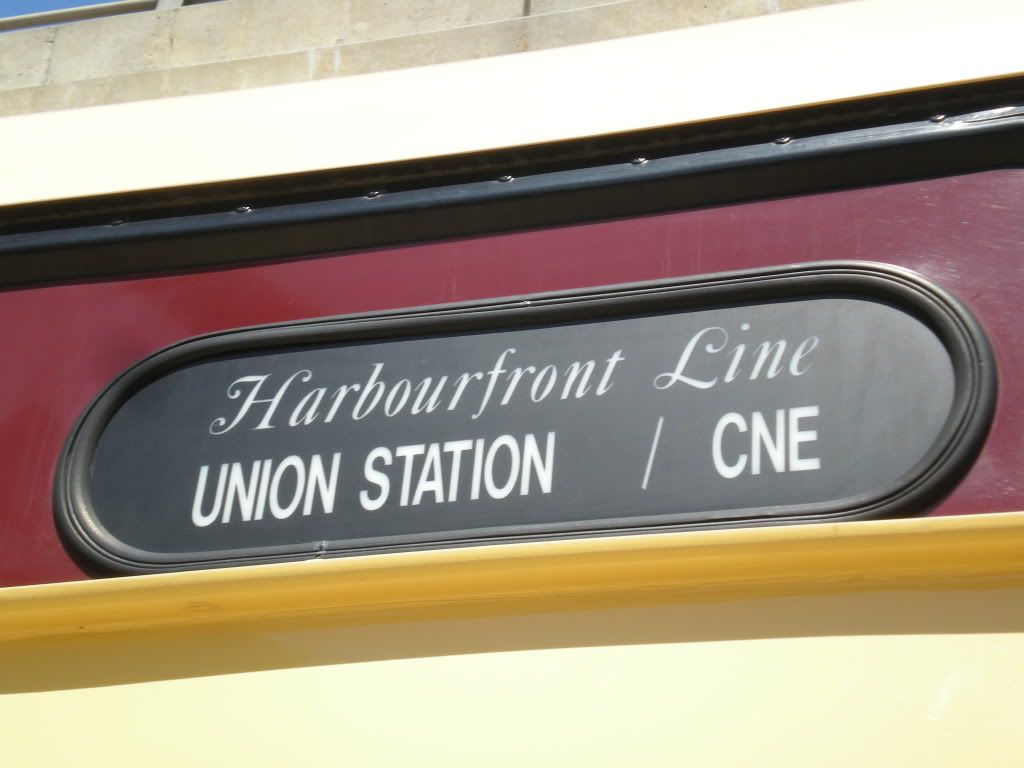 Harbourfront Line
UNION STATION / CNE